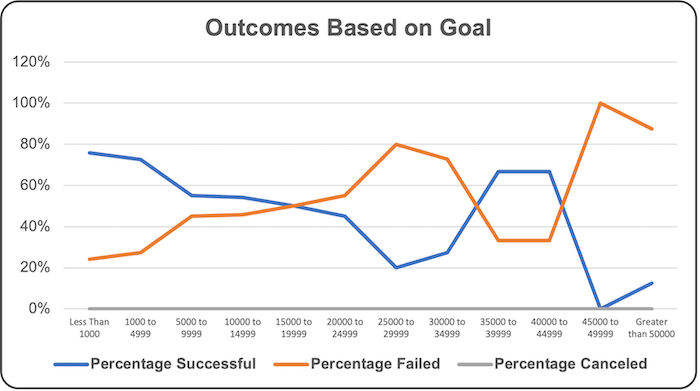 Outcomes Based on Goal
120%
100%
80%
60%
40%
20%
0%
Less Than 1000
1000 to 4999
5000 to 9999
10000 to 14999
15000 to 19999
20000 to 24999
25000 to 29999
30000 to 34999
35000 to 39999
40000 to 44999
45000 to 49999
Greater than 50000
Percentage Successful
Percentage Failed
Percentage Canceled